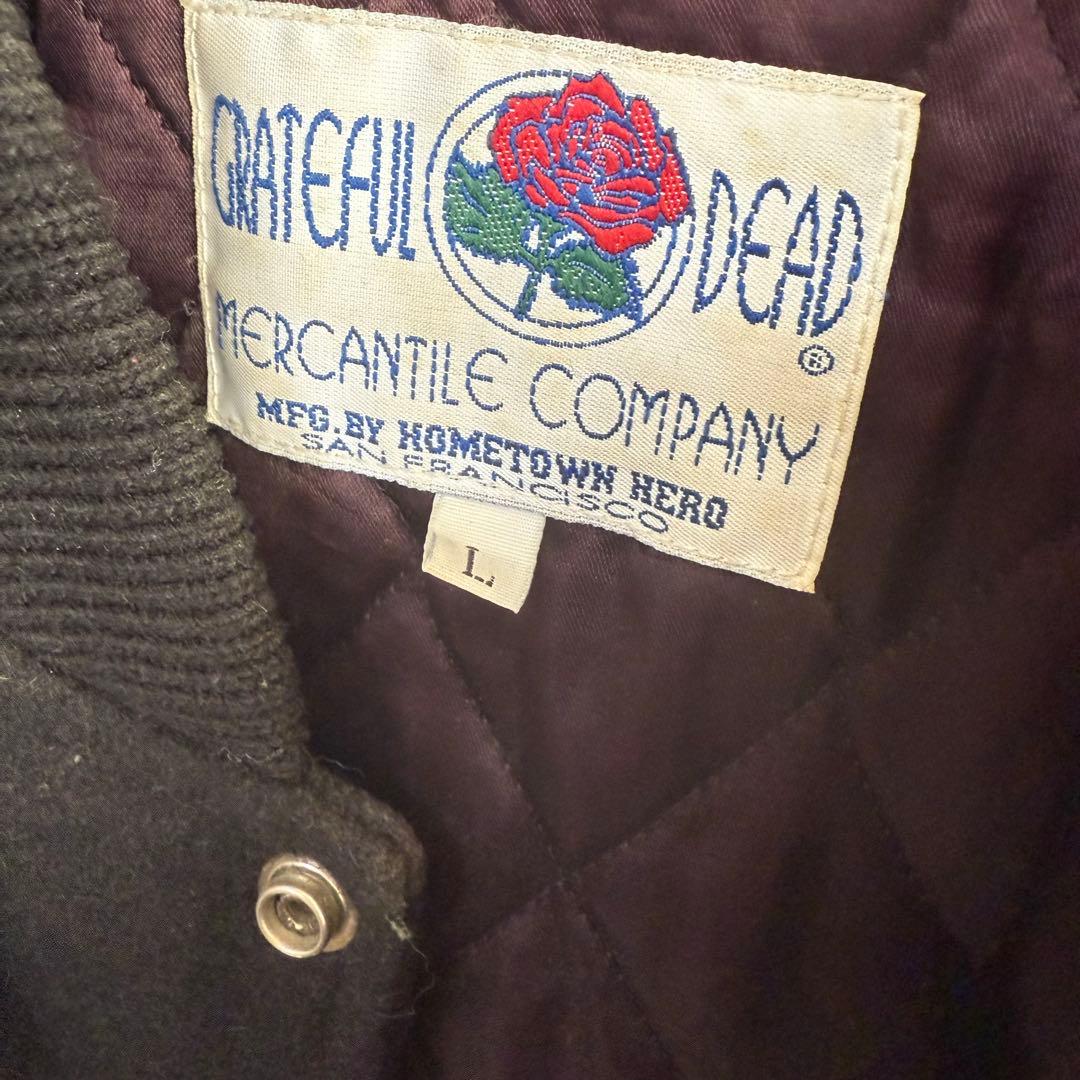 GRATEFUL DEAD®
MERCANTILE COMPANY
MFG.BY HOMETOWN HERO
SAN FRANCISCO
L